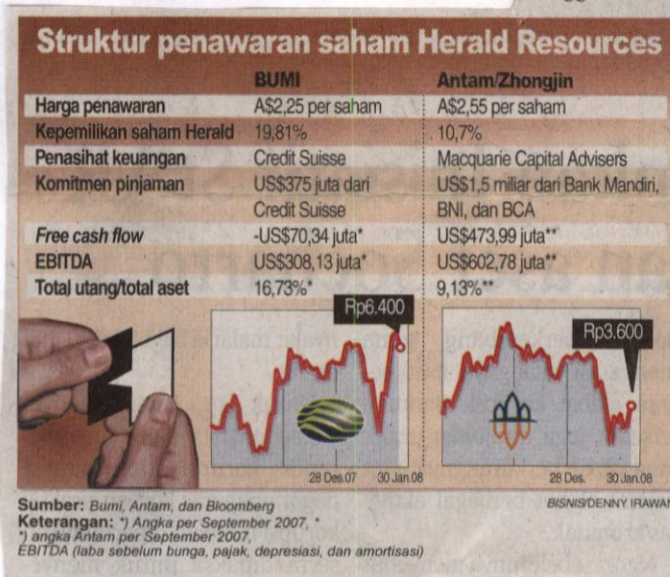 Struktur penawaran saham Herald Resources
BUMI Antam/Zhongjin
Harga penawaran A$2,25 per saham A$2,55 per saham
Kepemilikan saham Herald 19,81% 10,7%
Penasihat keuangan Credit Suisse Macquarie Capital Advisers
Komitmen pinjaman US$375 juta dari US$1,5 miliar dari Bank Mandiri,
Credit Suisse BNI, dan BCA
Free cash flow -US$70,34 juta* US$473,99 juta**
EBITDA US$308,13 juta* US$602,78 juta**
Total utang/total aset 16,73%* 9,13%**
Rp6.400
Rp3.600
28 Des.07 30 Jan.08 28 Des. 30 Jan.08
Sumber: Bumi, Antam, dan Bloomberg BISNIS/DENNY IRAWAN
Keterangan: *) Angka per September 2007, *
*) angka Antam per September 2007,
EBITDA (laba sebelum bunga, pajak, depresiasi, dan amortisasi)